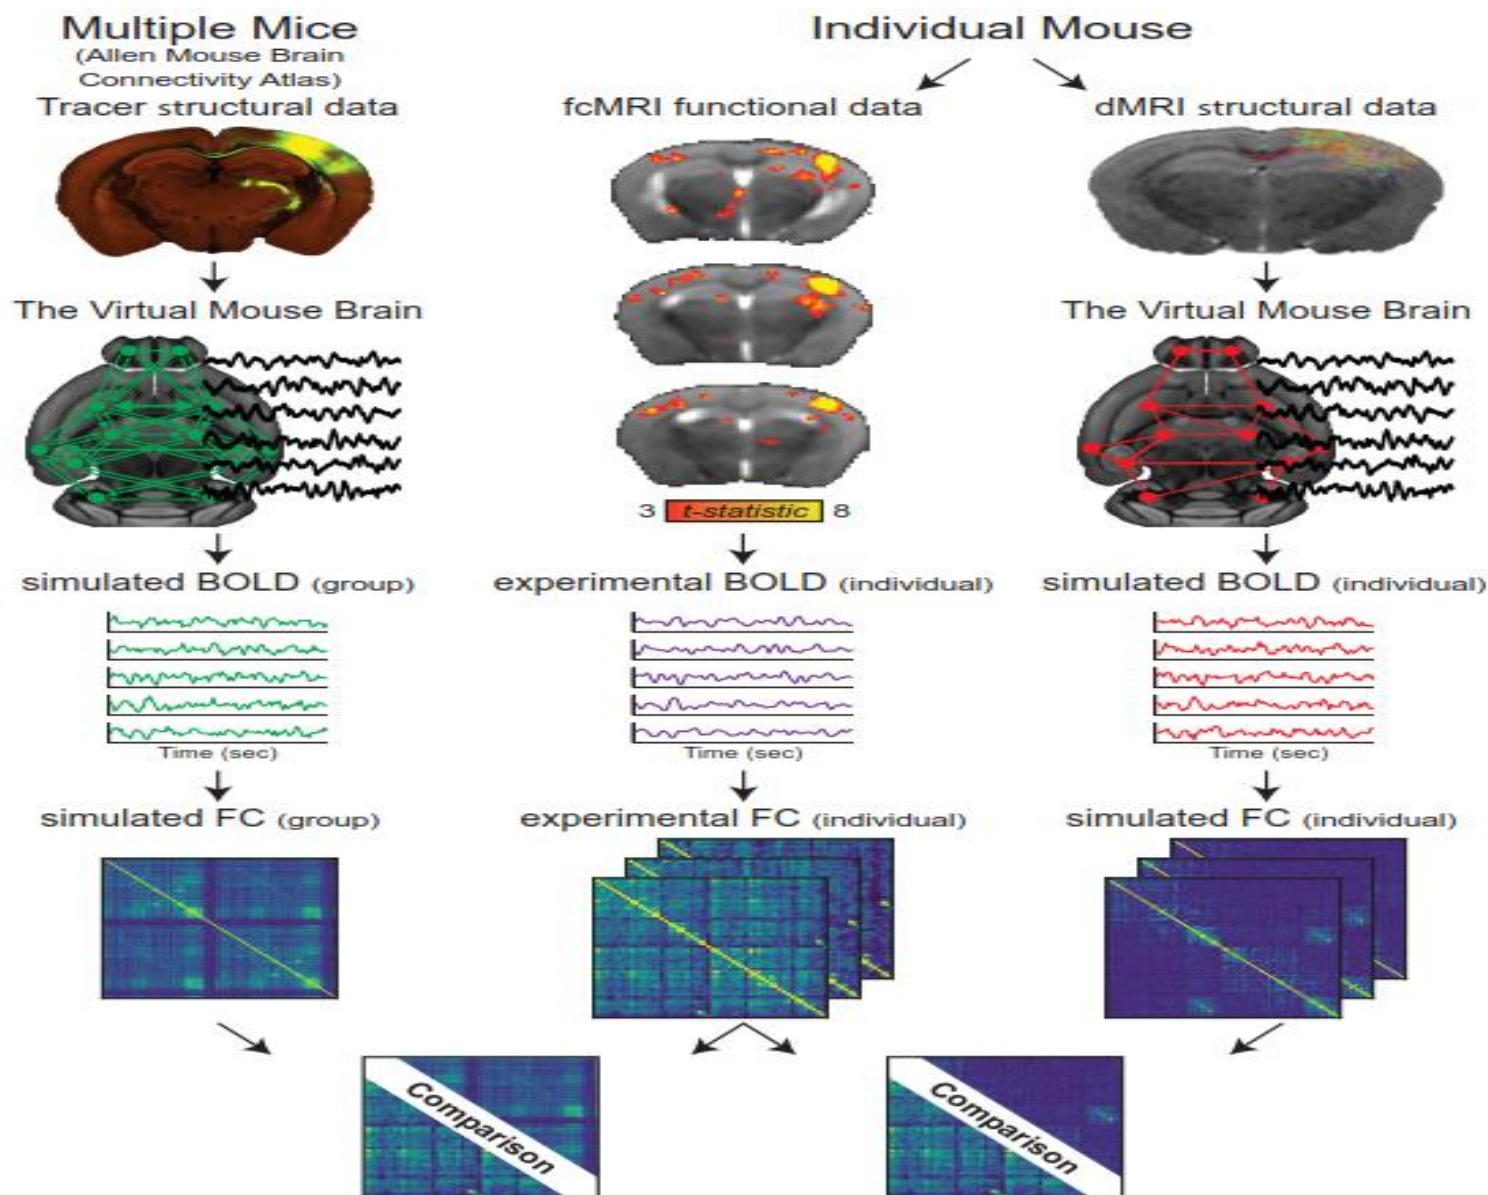 Multiple Mice
(Allen Mouse Brain
Connectivity Atlas)
Tracer structural data
The Virtual Mouse Brain
simulated BOLD (group)
Time (sec)
simulated FC (group)
Individual Mouse
fcMRI functional data
3 t-statistic 8
experimental BOLD (individual)
Time (sec)
experimental FC (individual)
dMRI structural data
The Virtual Mouse Brain
simulated BOLD (individual)
Time (sec)
simulated FC (individual)
Comparison
Comparison